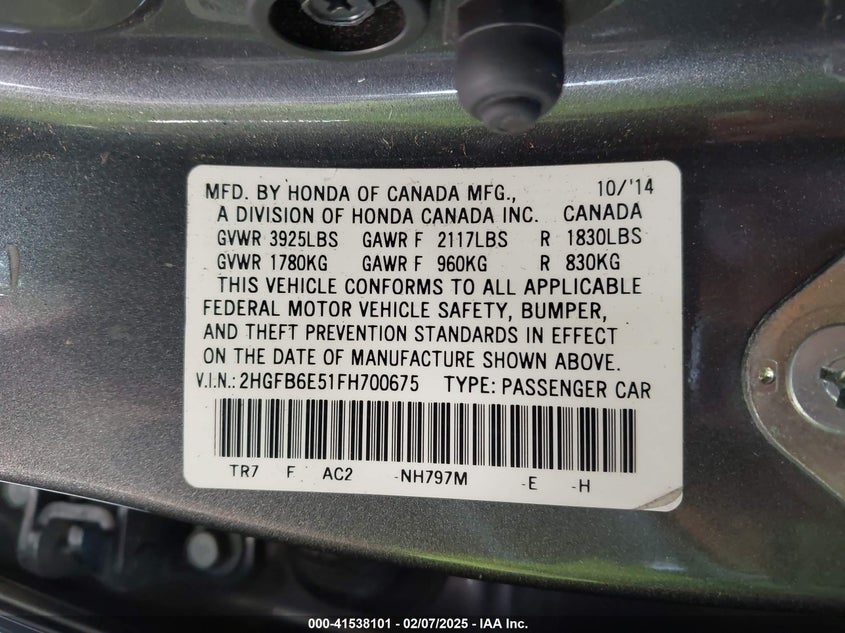 MFD. BY HONDA OF CANADA MFG., 10/'14
A DIVISION OF HONDA CANADA INC. CANADA
GVWR 3925LBS GAWR F 2117LBS R 1830LBS
GVWR 1780KG GAWR F 960KG R 830KG
THIS VEHICLE CONFORMS TO ALL APPLICABLE
FEDERAL MOTOR VEHICLE SAFETY, BUMPER,
AND THEFT PREVENTION STANDARDS IN EFFECT
ON THE DATE OF MANUFACTURE SHOWN ABOVE.
V.I.N.: 2HGFB6E51FH700675 TYPE: PASSENGER CAR
TR7 F AC2 -NH797M -E -H
000-41538101 — 02/07/2025 — IAA Inc.